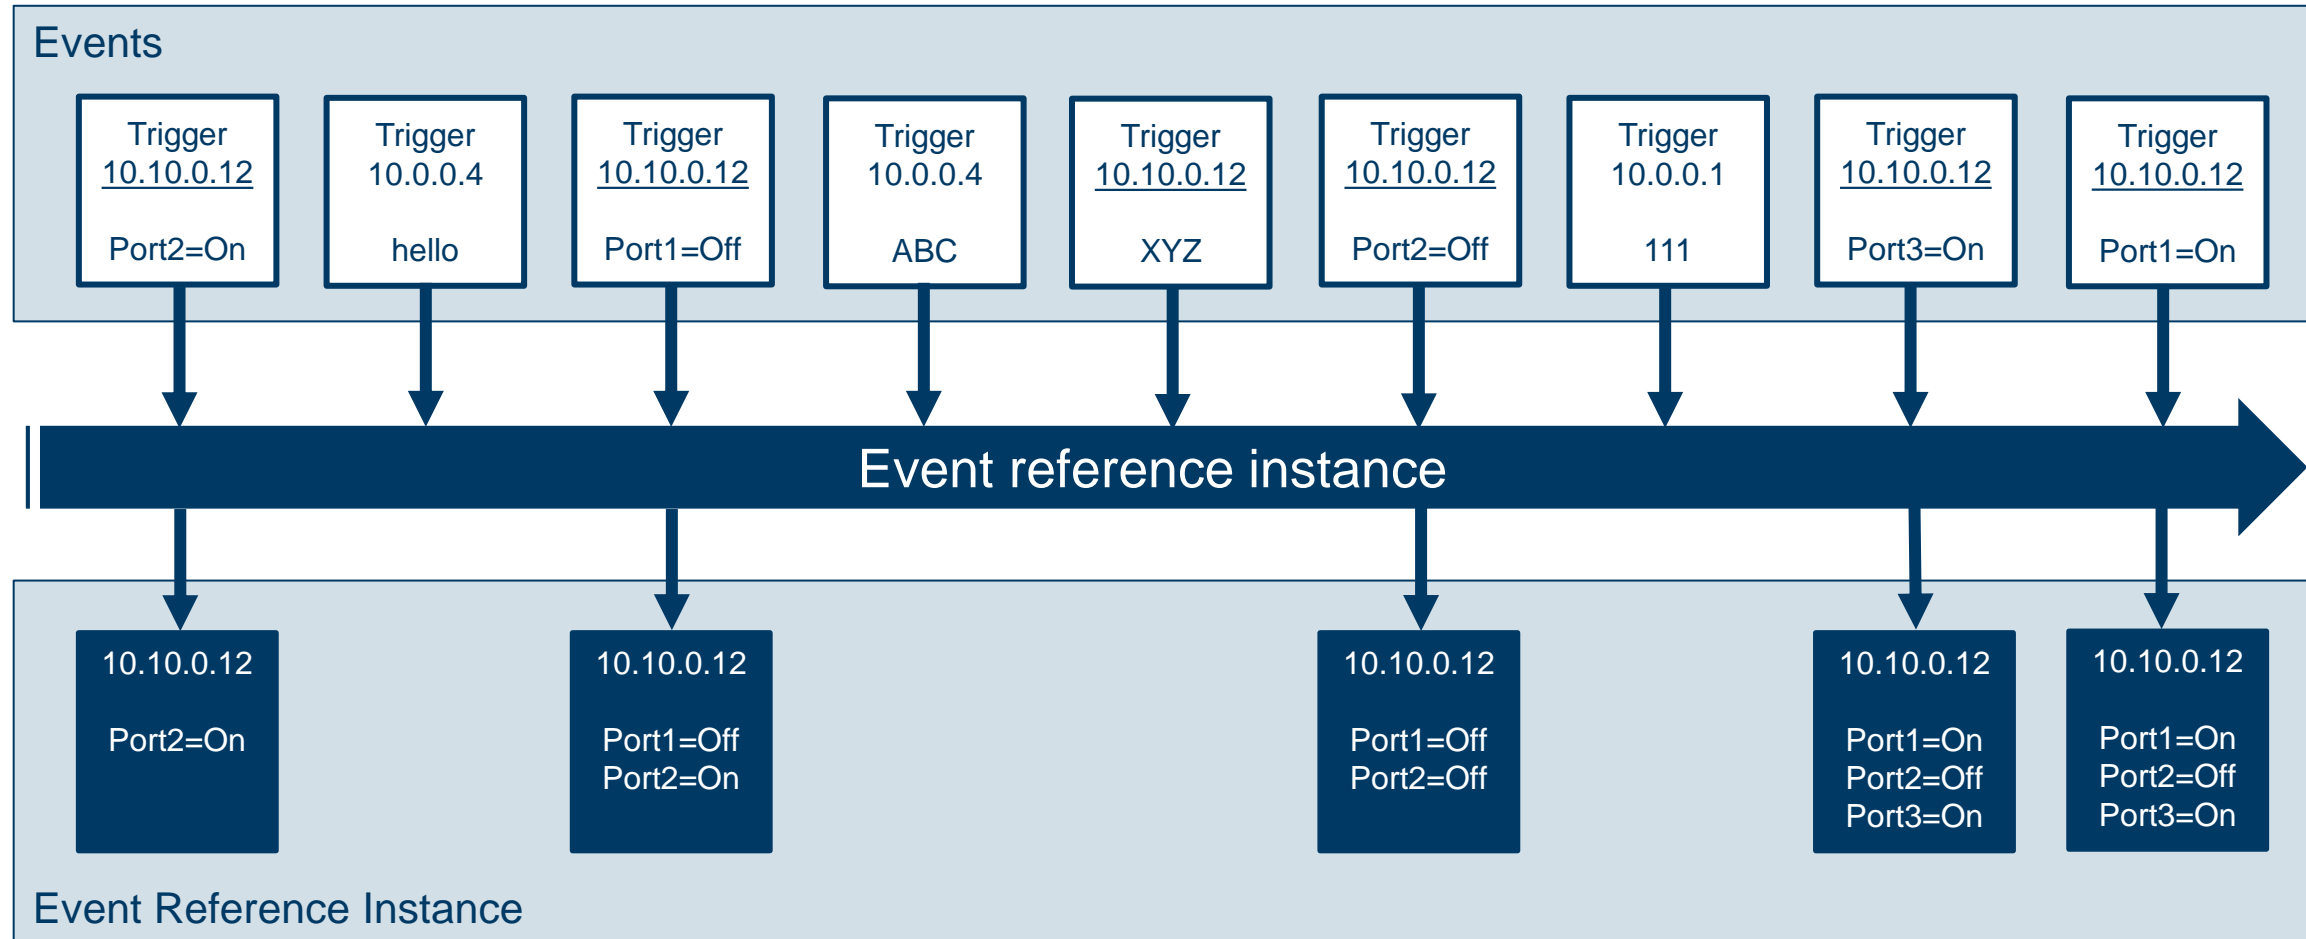 Events
Trigger
10.10.0.12
Port2=On
Trigger
10.0.0.4
hello
Trigger
10.10.0.12
Port1=Off
Trigger
10.0.0.4
ABC
Trigger
10.10.0.12
XYZ
Trigger
10.10.0.12
Port2=Off
Trigger
10.0.0.1
111
Trigger
10.10.0.12
Port3=On
Trigger
10.10.0.12
Port1=On
Event reference instance
10.10.0.12
Port2=On
10.10.0.12
Port1=Off
Port2=On
10.10.0.12
Port1=Off
Port2=Off
10.10.0.12
Port1=On
Port2=Off
Port3=On
10.10.0.12
Port1=On
Port2=Off
Port3=On
Event Reference Instance